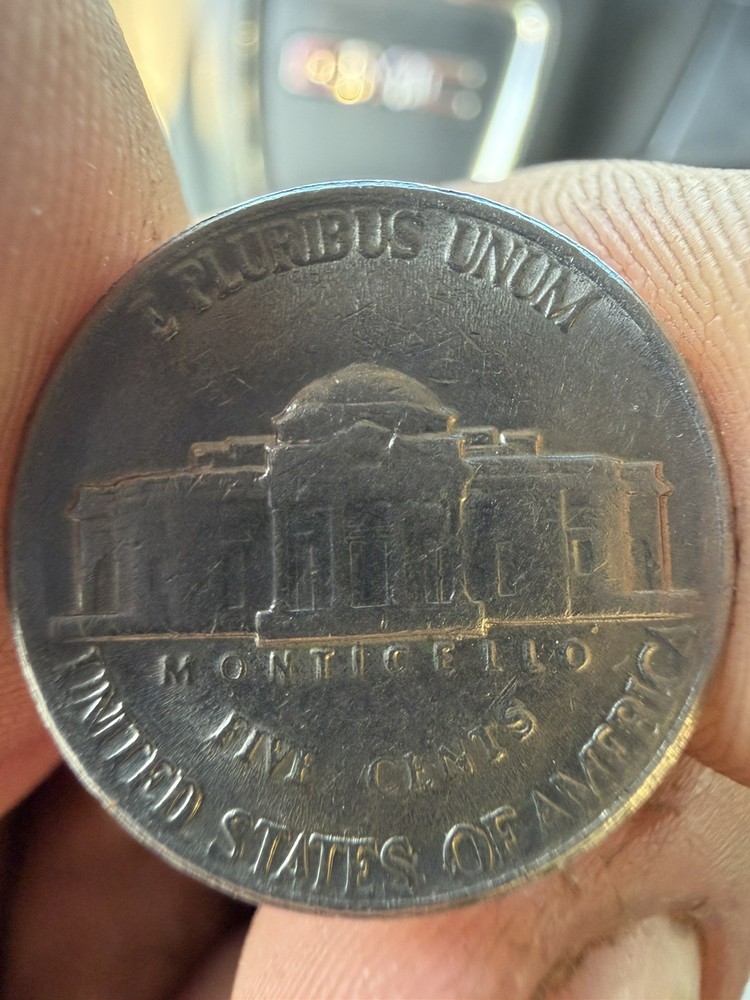 E PLURIBUS UNUM
MONTICELLO
FIVE CENTS
UNITED STATES OF AMERICA